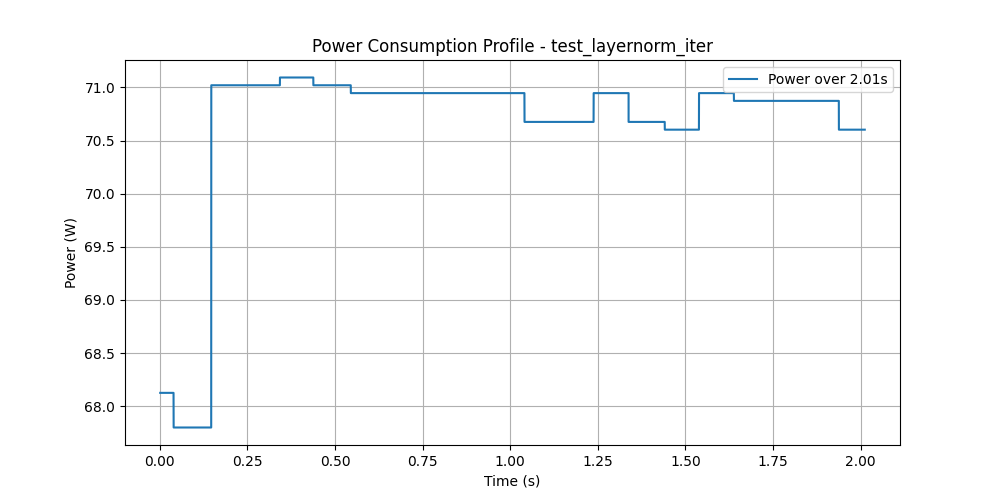 Power Consumption Profile - test_layernorm_iter
Power over 2.01s
71.0
70.5
70.0
69.5
69.0
68.5
68.0
Power (W)
0.00 0.25 0.50 0.75 1.00 1.25 1.50 1.75 2.00
Time (s)